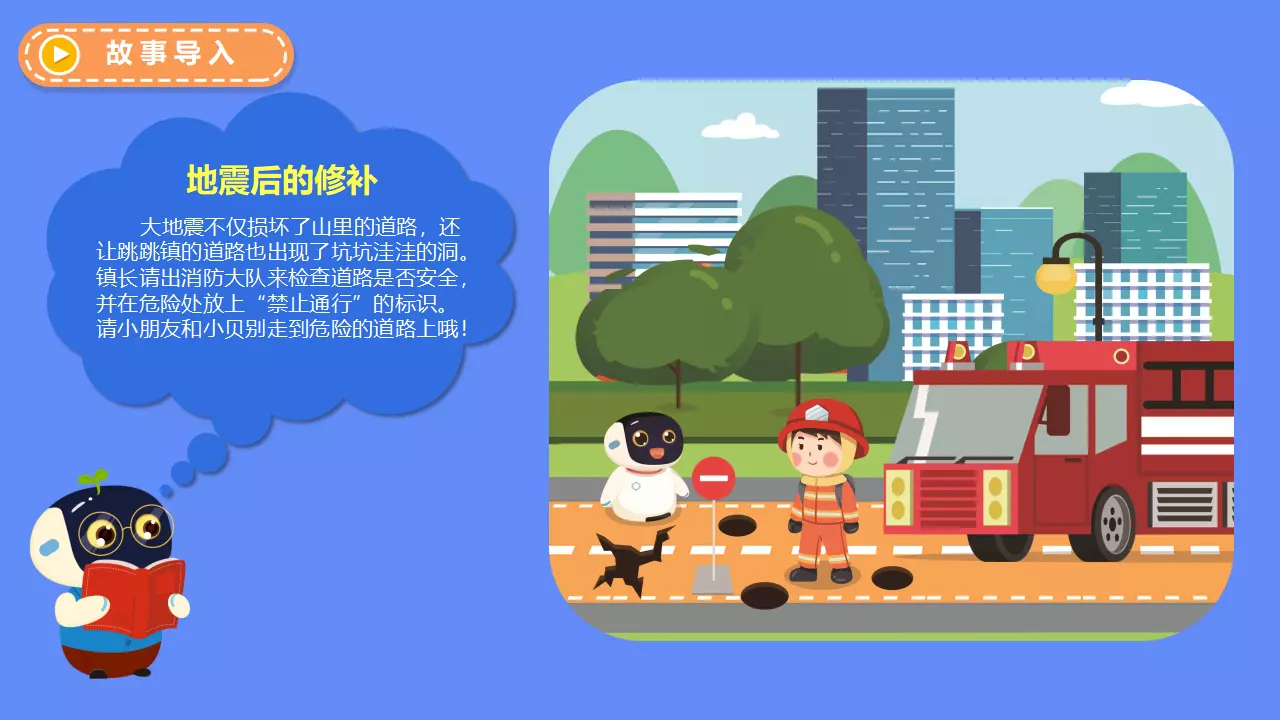 故事导入
地震后的修补
大地震不仅损坏了山里的道路，还
让跳跳镇的道路也出现了坑坑洼洼的洞。
镇长请出消防大队来检查道路是否安全，
并在危险处放上“禁止通行”的标识。
请小朋友和小贝别走到危险的道路上哦！